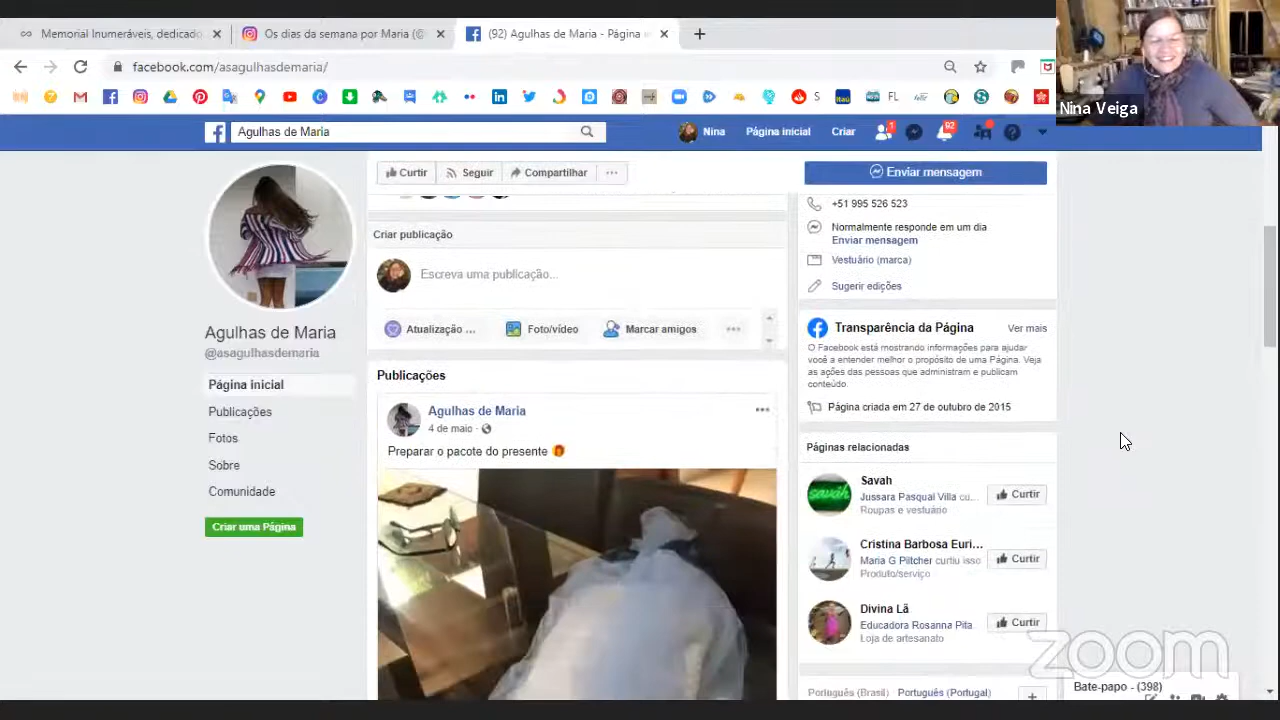 Memorial Inumeráveis, dedicado
Os dias da semana por Maria (@
(92) Agulhas de Maria - Página i
facebook.com/asagulhasdemaria/
S
itaú
FL
Nina Veiga
Agulhas de Maria
Nina
Página inicial
Criar
1
92
Curtir
Seguir
Compartilhar
Enviar mensagem
+51 995 526 523
Normalmente responde em um dia
Enviar mensagem
Vestuário (marca)
Sugerir edições
Criar publicação
Escreva uma publicação...
Atualização ...
Foto/vídeo
Marcar amigos
Agulhas de Maria
@asagulhasdemaria
Página inicial
Publicações
Fotos
Sobre
Comunidade
Criar uma Página
Publicações
Agulhas de Maria
4 de maio
Preparar o pacote do presente
Transparência da Página
Ver mais
O Facebook está mostrando informações para ajudar
você a entender melhor o propósito de uma Página. Veja
as ações das pessoas que administram e publicam
conteúdo.
Página criada em 27 de outubro de 2015
Páginas relacionadas
savah
Savah
Jussara Pasqual Villa cu...
Roupas e vestuário
Curtir
Cristina Barbosa Euri...
Maria G Piltcher curtiu isso
Produto/serviço
Curtir
Divina Lã
Educadora Rosanna Pita
Loja de artesanato
Curtir
zoom
Português (Brasil)
Português (Portugal)
Bate-papo - (398)